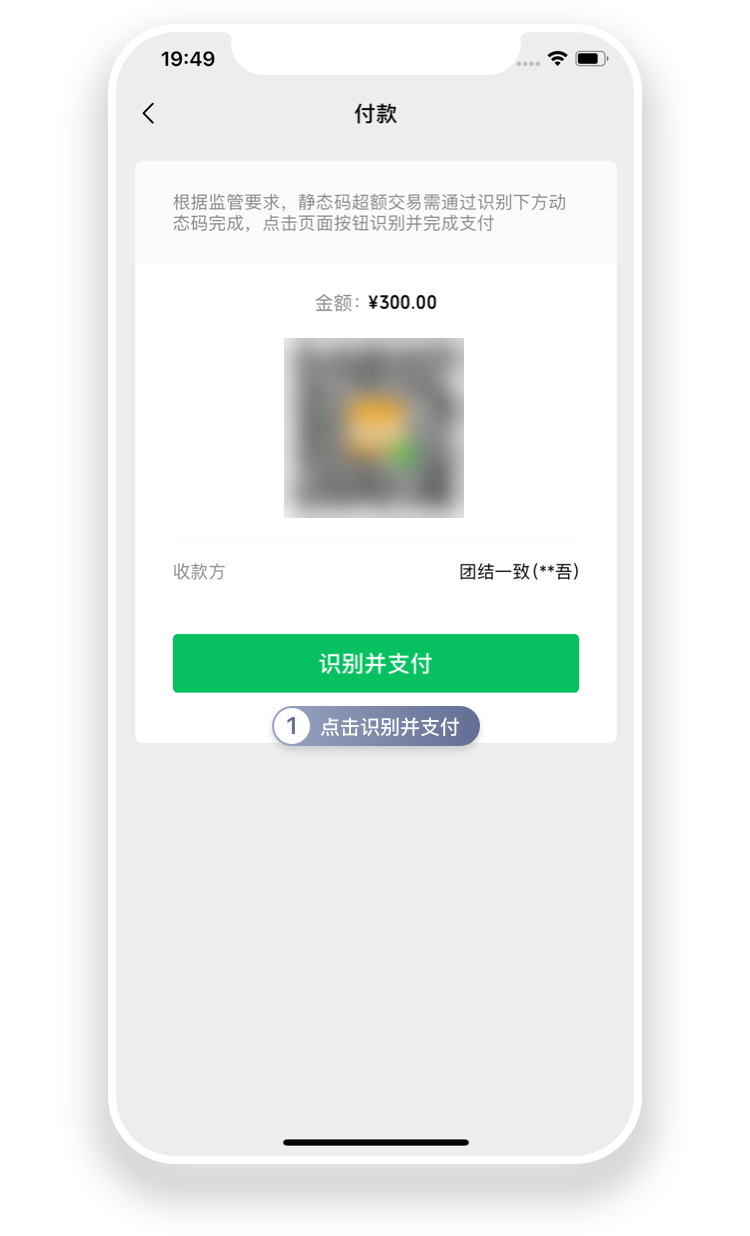 19:49
付款
根据监管要求，静态码超额交易需通过识别下方动
态码完成，点击页面按钮识别并完成支付
金额：¥300.00
收款方 团结一致(**吾)
识别并支付
1 点击识别并支付